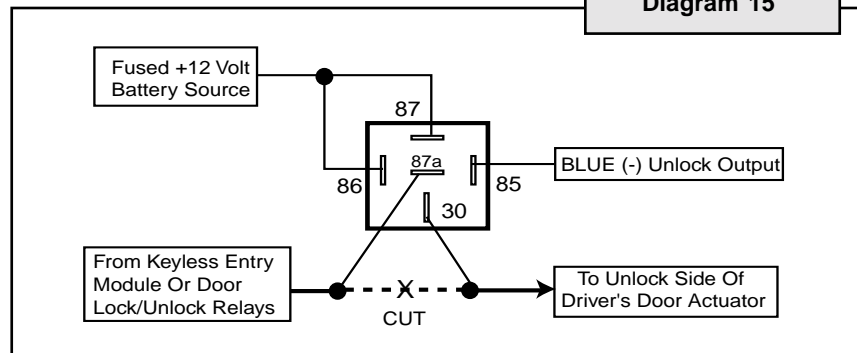 Diagram 15
Fused +12 Volt
Battery Source
87
87a
86
85
BLUE (-) Unlock Output
30
From Keyless Entry
Module Or Door
Lock/Unlock Relays
X
CUT
To Unlock Side Of
Driver's Door Actuator